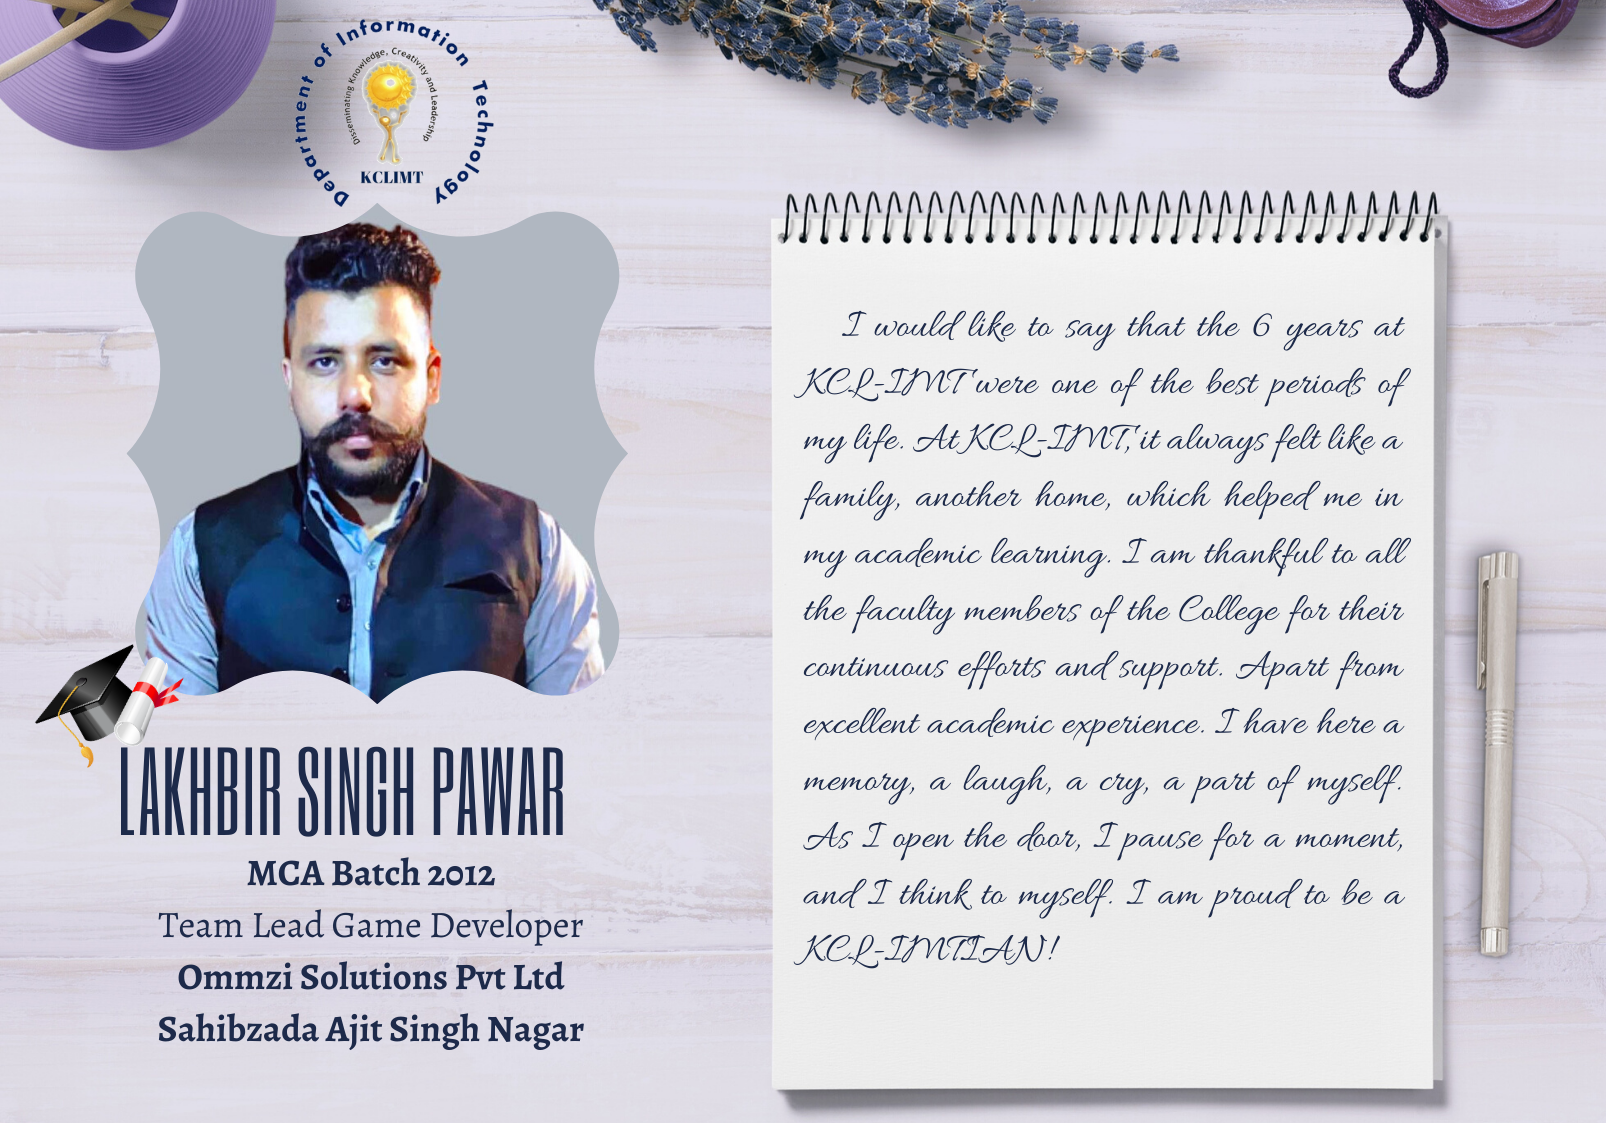 Department of Information Technology
Disseminating Knowledge, Creativity and Leadership
KCLIMT
LAKHBIR SINGH PAWAR
MCA Batch 2012
Team Lead Game Developer
Ommzi Solutions Pvt Ltd
Sahibzada Ajit Singh Nagar
I would like to say that the 6 years at
KCL-IMT were one of the best periods of
my life. At KCL-IMT, it always felt like a
family, another home, which helped me in
my academic learning. I am thankful to all
the faculty members of the College for their
continuous efforts and support. Apart from
excellent academic experience. I have here a
memory, a laugh, a cry, a part of myself.
As I open the door, I pause for a moment,
and I think to myself. I am proud to be a
KCL-IMTIAN!